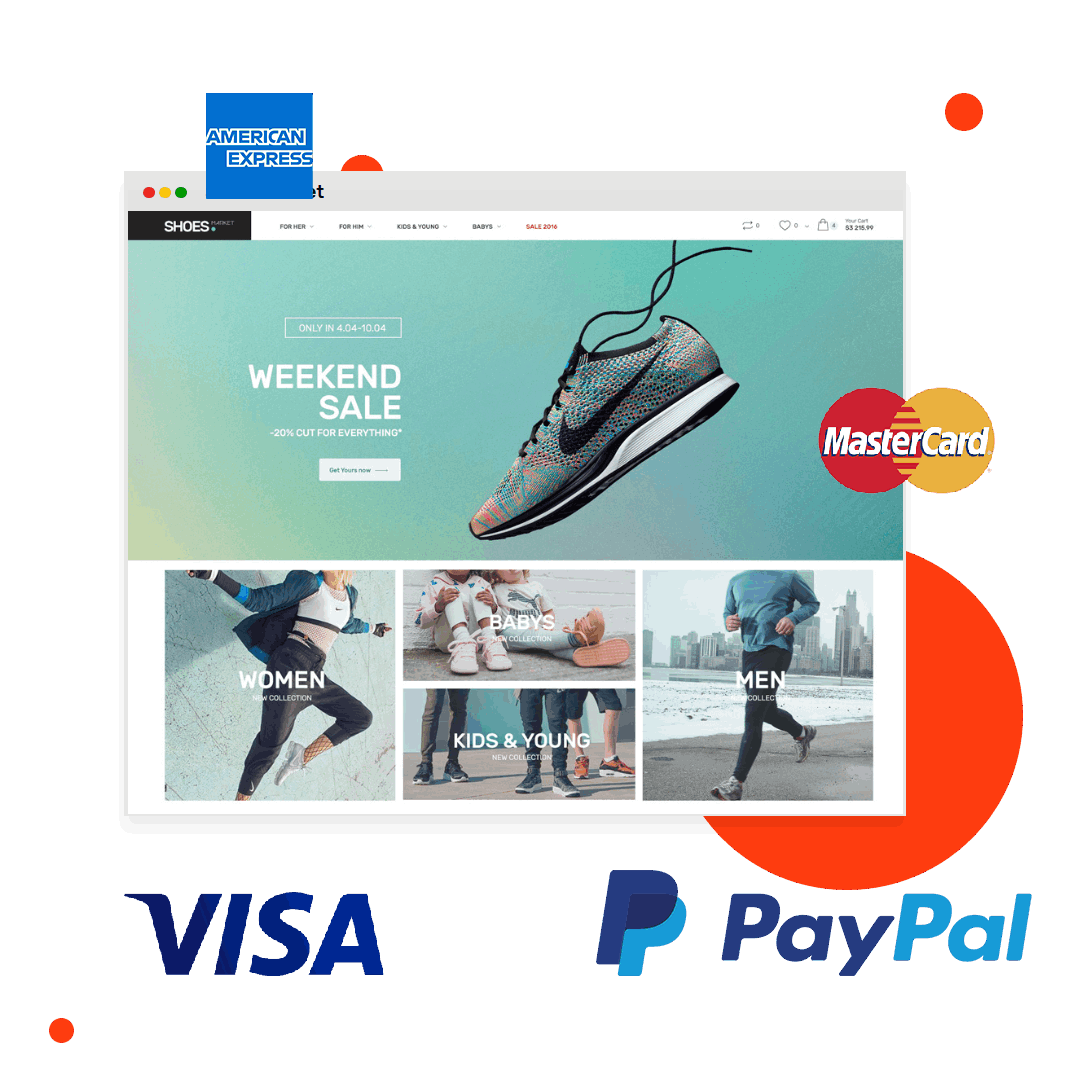 AMERICAN
EXPRESS
et
SHOES MARKET
FOR HER
FOR HIM
KIDS & YOUNG
BABYS
SALE 2016
0
0
4
Your Cart
53 215.99
ONLY IN 4.04-10.04
WEEKEND
SALE
-20% CUT FOR EVERYTHING*
Get Yours now
MasterCard
WOMEN
NEW COLLECTION
BABYS
NEW COLLECTION
KIDS & YOUNG
NEW COLLECTION
MEN
NEW COLLECTION
VISA
PayPal